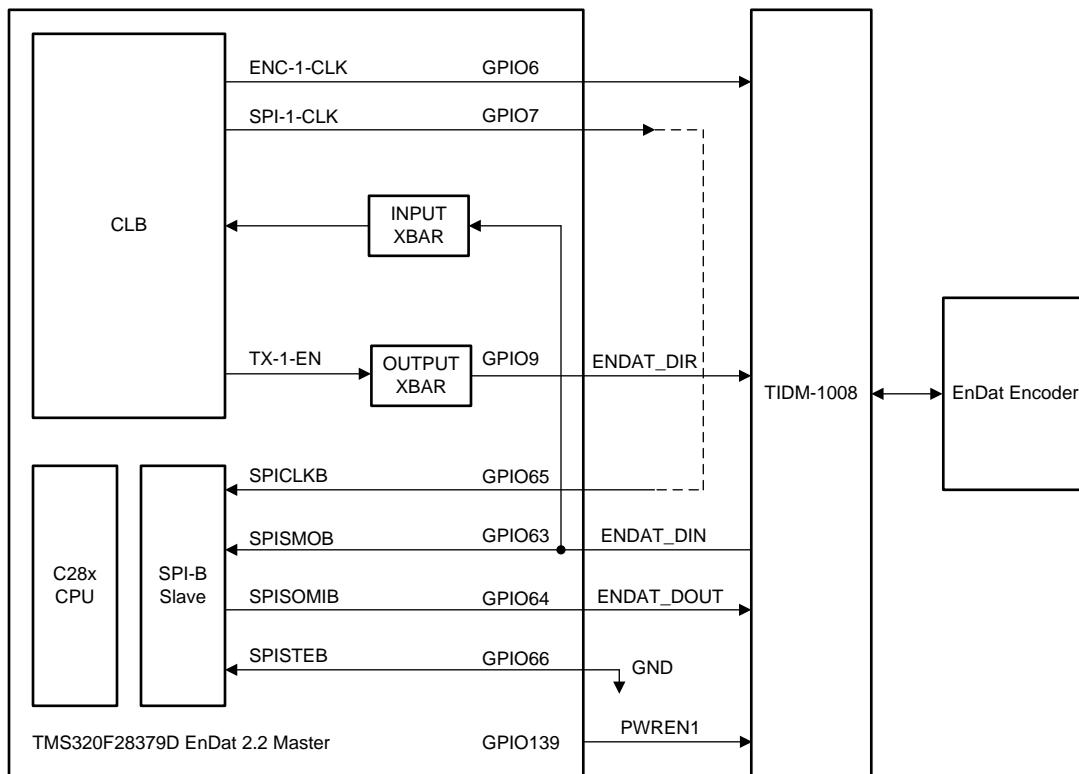 ENC-1-CLK GPIO6
SPI-1-CLK GPIO7
CLB
INPUT
XBAR
TX-1-EN
OUTPUT
XBAR
GPIO9 ENDAT_DIR
TIDM-1008
EnDat Encoder
C28x
CPU
SPI-B
Slave
SPICLKB GPIO65
SPISMOB GPIO63 ENDAT_DIN
SPISOMIB GPIO64 ENDAT_DOUT
SPISTEB GPIO66 GND
TMS320F28379D EnDat 2.2 Master GPIO139 PWREN1